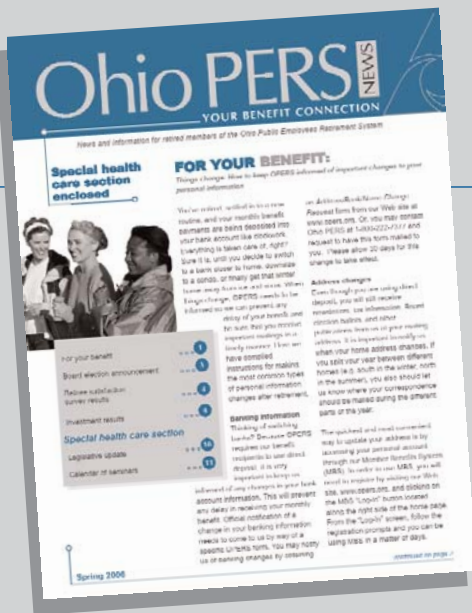 Ohio PERS
NEWS
YOUR BENEFIT CONNECTION
News and information for retired members of the Ohio Public Employees Retirement System
Special health
care section
enclosed
FOR YOUR BENEFIT:
Things change: How to keep OPERS informed of important changes to your
personal information
You've retired, settled in to a new
routine, and your monthly benefit
payments are being deposited into
your bank account like clockwork.
Everything is taken care of, right?
Sure it is, until you decide to switch
to a bank closer to home, downsize
to a condo, or finally get that winter
home away from ice and snow. When
things change, OPERS needs to be
informed so we can prevent any
delay of your benefit and
be sure that you receive
important mailings in a
timely manner. Here we
have compiled
instructions for making
the most common types
of personal information
changes after retirement.
Banking information
Thinking of switching
banks? Because OPERS
requires our benefit
recipients to use direct
deposit, it is very
important to keep us
informed of any changes in your bank
account information. This will prevent
any delay in receiving your monthly
benefit. Official notification of a
change in your banking information
needs to come to us by way of a
specific OPERS form. You may notify
us of banking changes by obtaining
an Address/Bank/Name Change
Request form from our Web site at
www.opers.org. Or, you may contact
Ohio PERS at 1-800-222-7377 and
request to have this form mailed to
you. Please allow 30 days for this
change to take effect.
Address changes
Even though you are using direct
deposit, you will still receive
newsletters, tax information, Board
election ballots, and other
publications from us at your mailing
address. It is important to notify us
when your home address changes. If
you split your year between different
homes (e.g. south in the winter, north
in the summer), you also should let
us know where your correspondence
should be mailed during the different
parts of the year.
The quickest and most convenient
way to update your address is by
accessing your personal account
through our Member Benefits System
(MBS). In order to use MBS, you will
need to register by visiting our Web
site, www.opers.org, and clicking on
the MBS "Log-in" button located
along the right side of the home page.
From the "Log-in" screen, follow the
registration prompts and you can be
using MBS in a matter of days.
continued on page
For your benefit 1
Board election announcement 3
Retiree satisfaction
survey results 4
Investment results
Special health care section
Legislative update 10
Calendar of seminars 11
Spring 2006